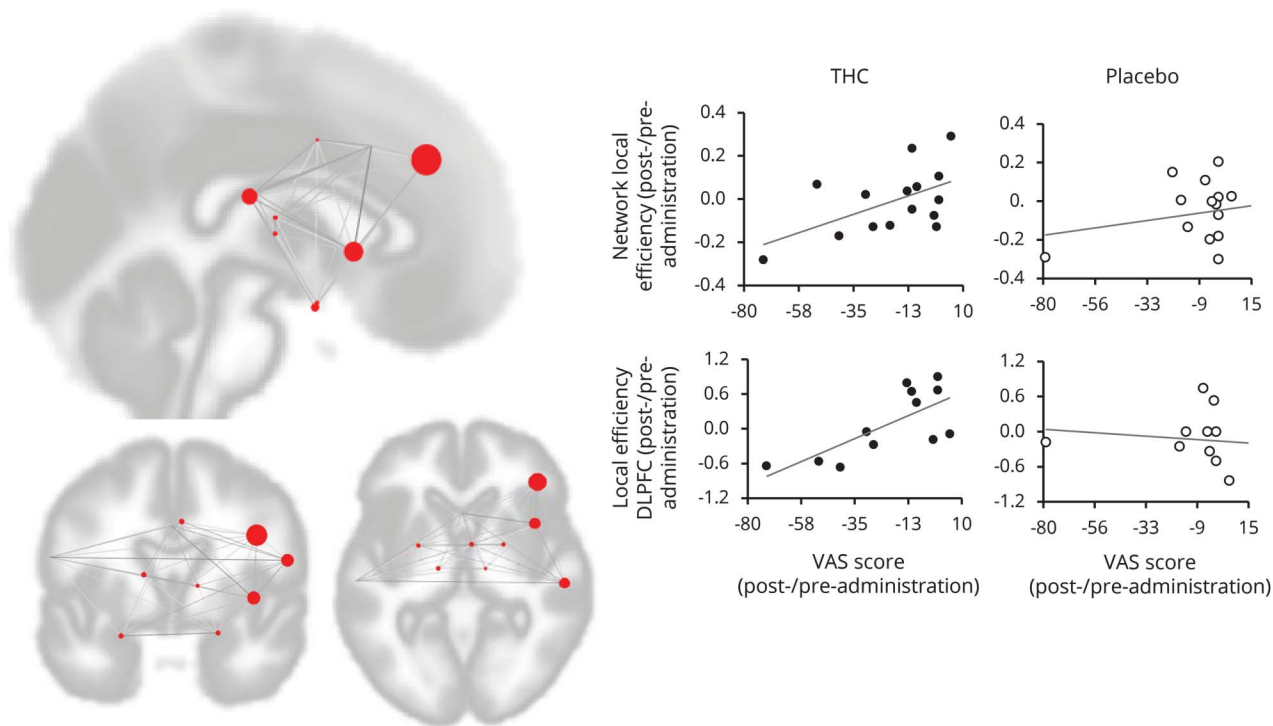 THC
Placebo
Network local
efficiency (post-/pre-
administration)
0.4
0.2
0.0
-0.2
-0.4
-80 -58 -35 -13 10
0.4
0.2
0.0
-0.2
-0.4
-80 -56 -33 -9 15
Local efficiency
DLPFC (post-/pre-
administration)
1.2
0.6
0.0
-0.6
-1.2
-80 -58 -35 -13 10
1.2
0.6
0.0
-0.6
-1.2
-80 -56 -33 -9 15
VAS score
(post-/pre-administration)
VAS score
(post-/pre-administration)